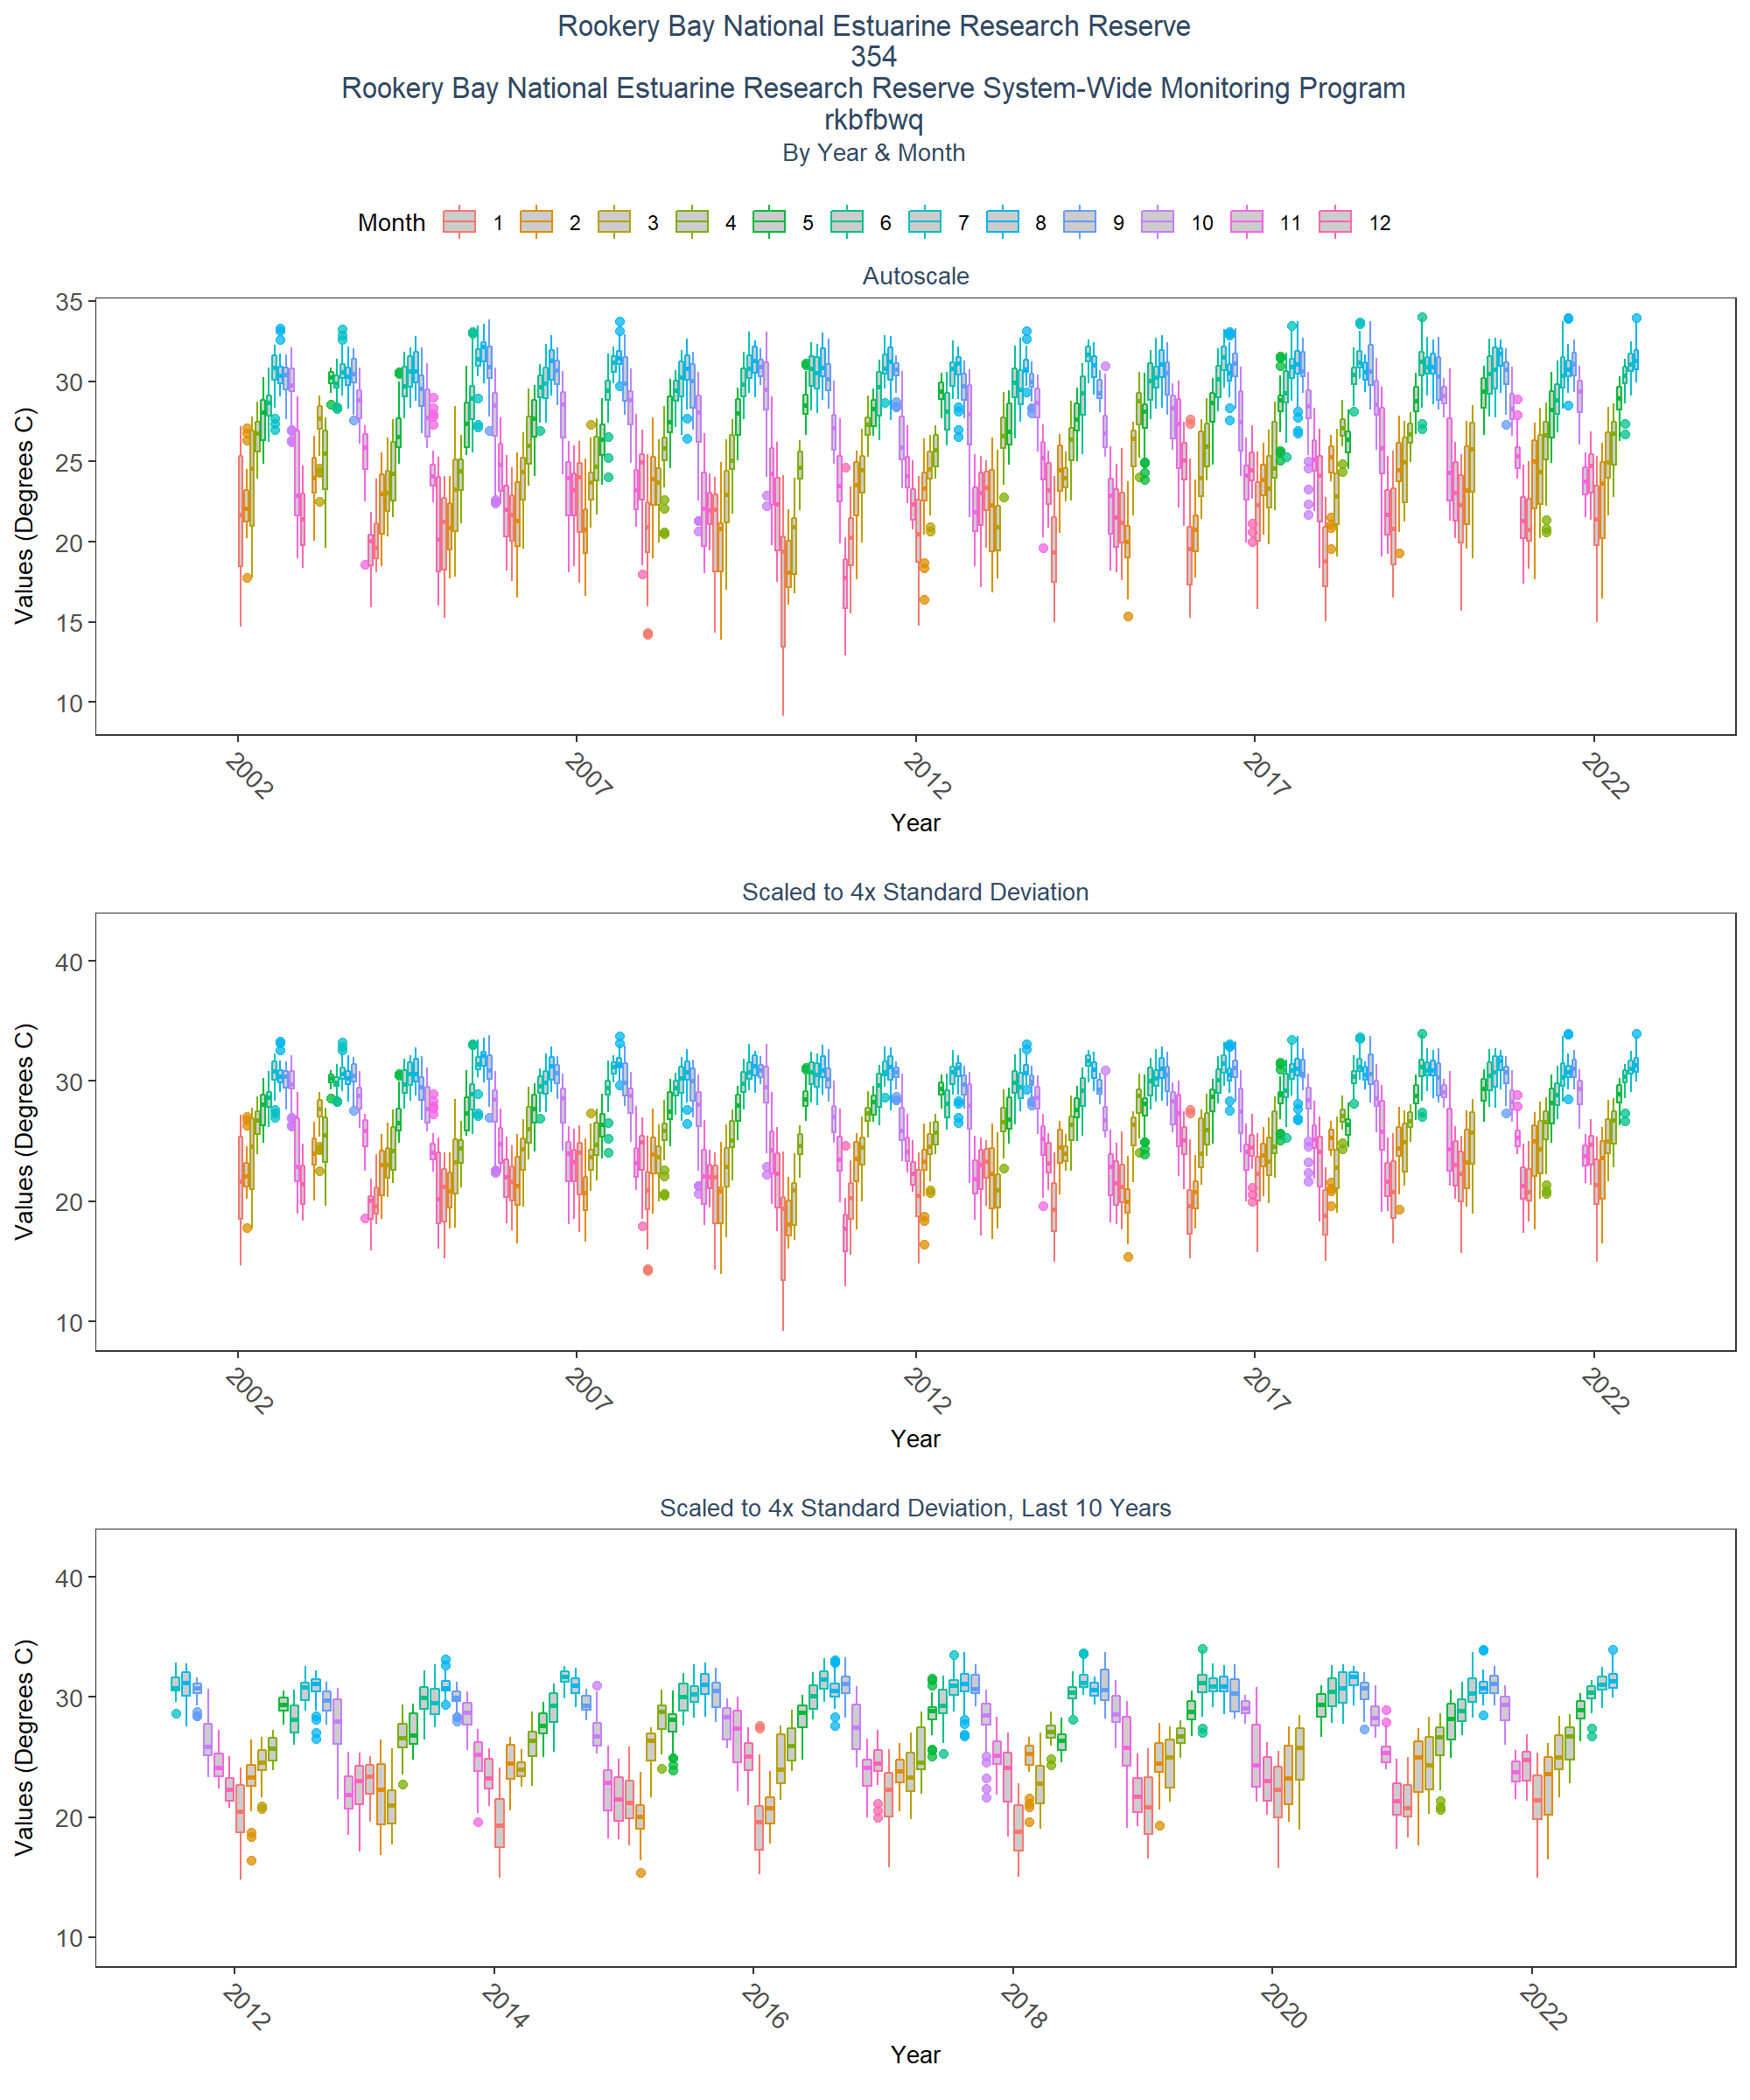 Rookery Bay National Estuarine Research Reserve
354
Rookery Bay National Estuarine Research Reserve System-Wide Monitoring Program
rkbfbwq
By Year & Month
Month 1 2 3 4 5 6 7 8 9 10 11 12
Autoscale
Values (Degrees C)
35
30
25
20
15
10
2002 2007 2012 2017 2022
Year
Scaled to 4x Standard Deviation
Values (Degrees C)
40
30
20
10
2002 2007 2012 2017 2022
Year
Scaled to 4x Standard Deviation, Last 10 Years
Values (Degrees C)
40
30
20
10
2012 2014 2016 2018 2020 2022
Year